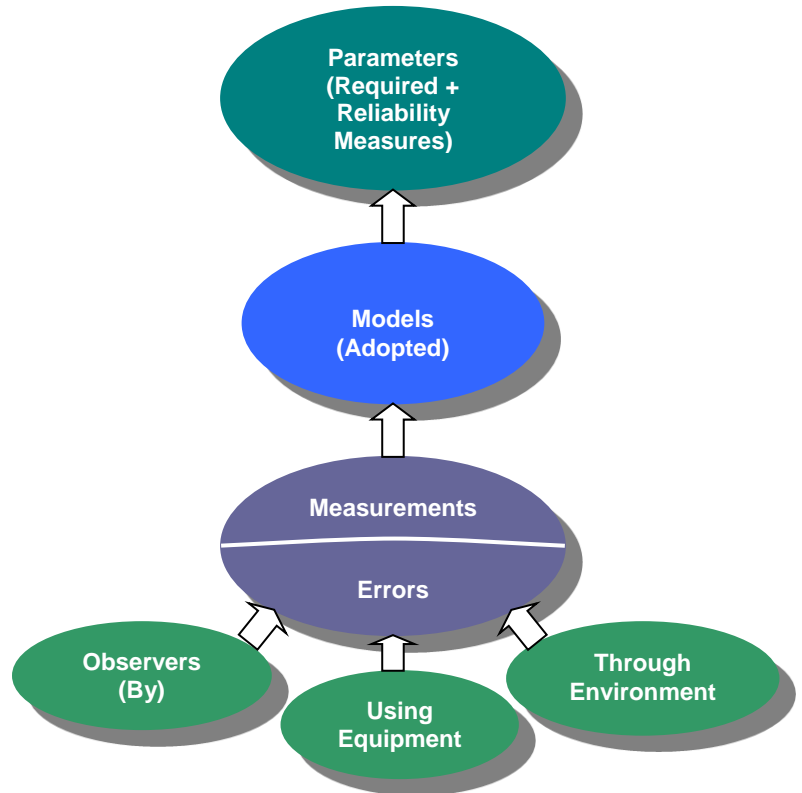 Parameters
(Required +
Reliability
Measures)
Models
(Adopted)
Measurements
Errors
Observers
(By)
Using
Equipment
Through
Environment